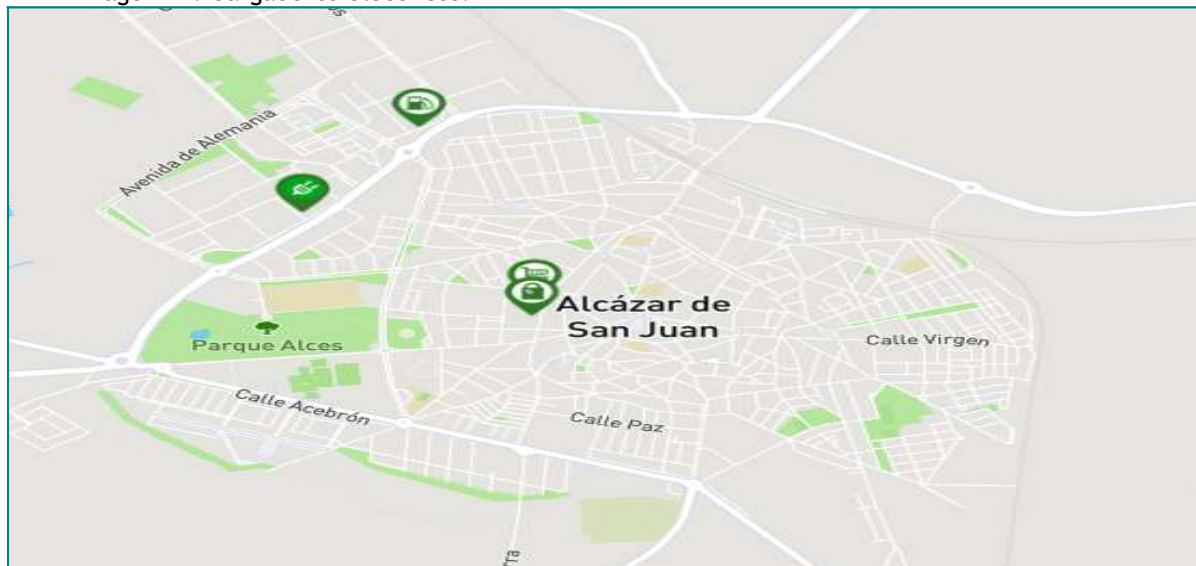 Avenida de Alemania
Alcázar de
San Juan
Parque Alces
Calle Virgen
Calle Acebrón
Calle Paz